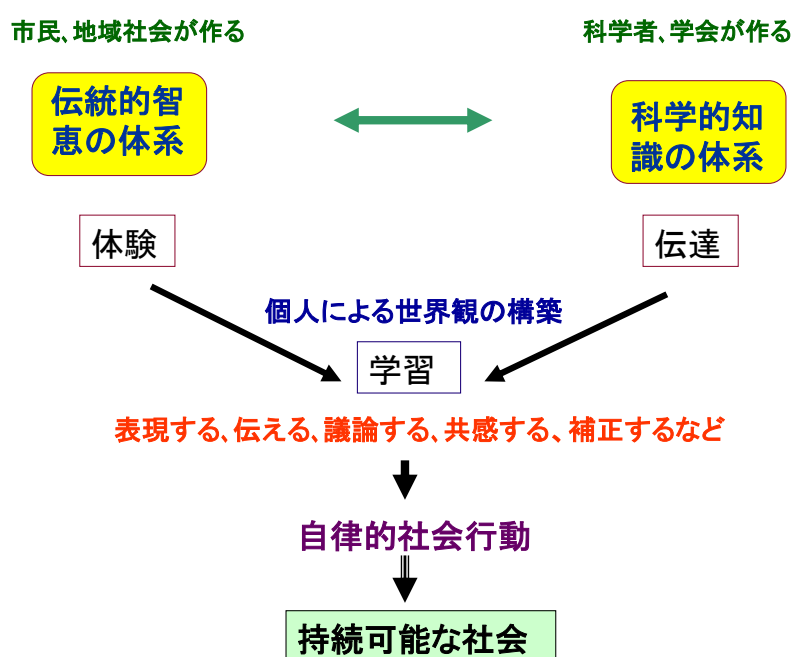 市民、地域社会が作る
科学者、学会が作る
伝統的智
恵の体系
科学的知
識の体系
体験
伝達
個人による世界観の構築
学習
表現する、伝える、議論する、共感する、補正するなど
自律的社会行動
持続可能な社会